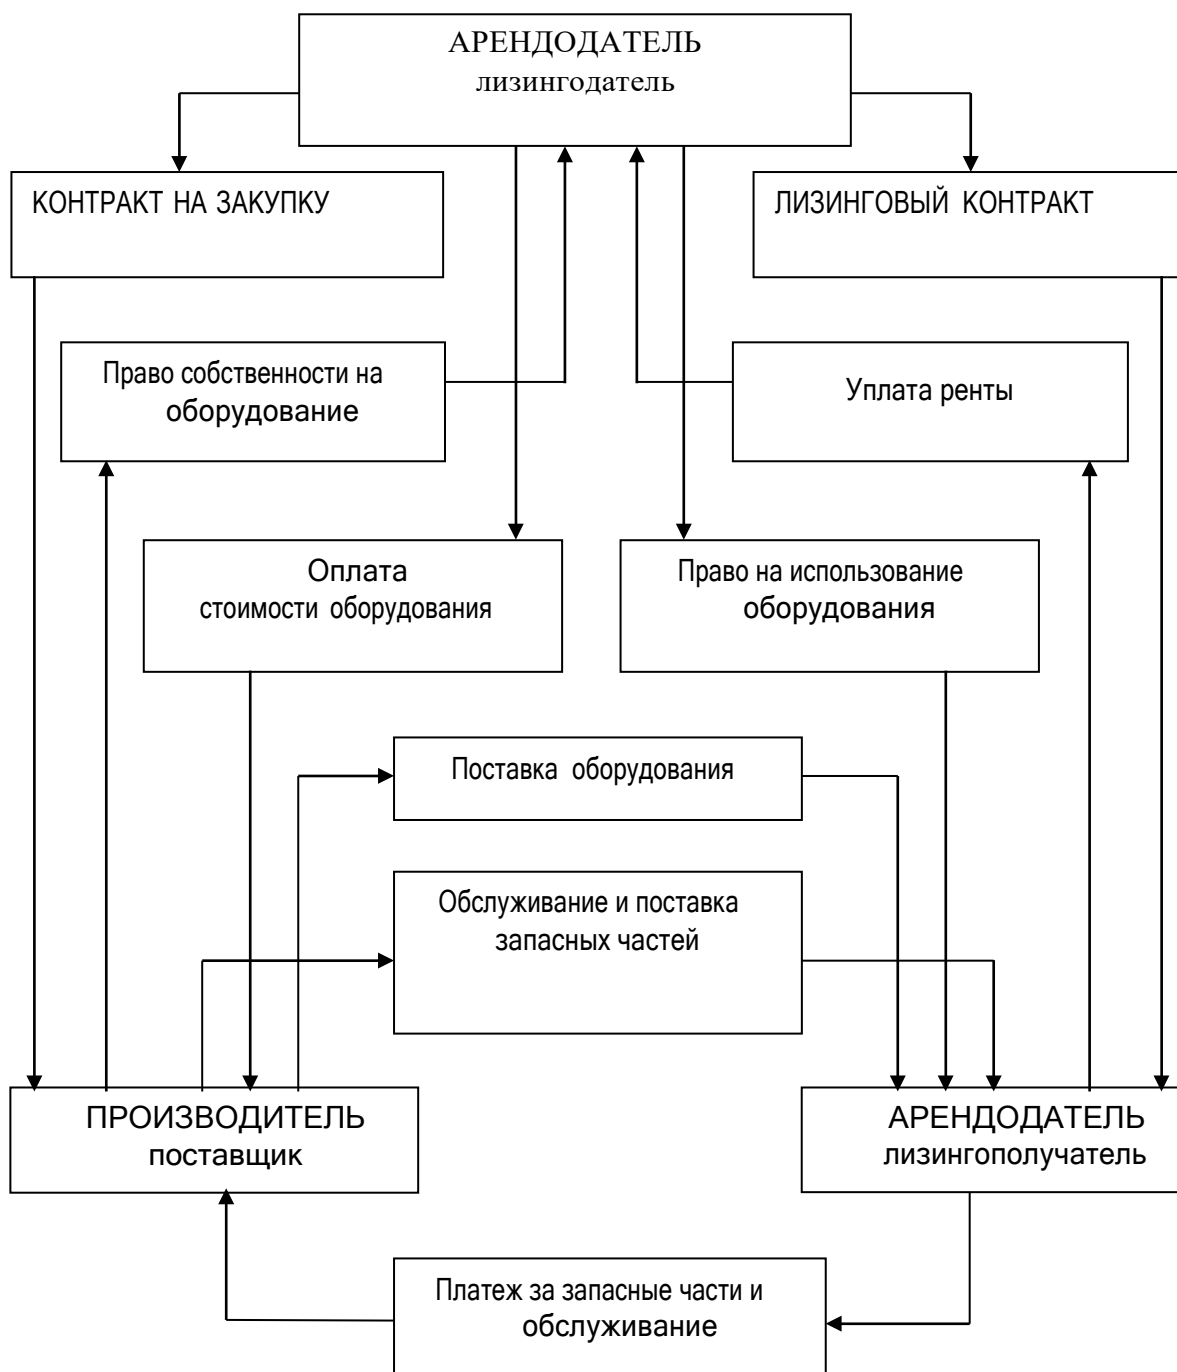 АРЕНДОДАТЕЛЬ
лизингодатель
КОНТРАКТ НА ЗАКУПКУ
ЛИЗИНГОВЫЙ КОНТРАКТ
Право собственности на
оборудование
Уплата ренты
Оплата
стоимости оборудования
Право на использование
оборудования
Поставка оборудования
Обслуживание и поставка
запасных частей
ПРОИЗВОДИТЕЛЬ
поставщик
АРЕНДОДАТЕЛЬ
лизингополучатель
Платеж за запасные части и
обслуживание